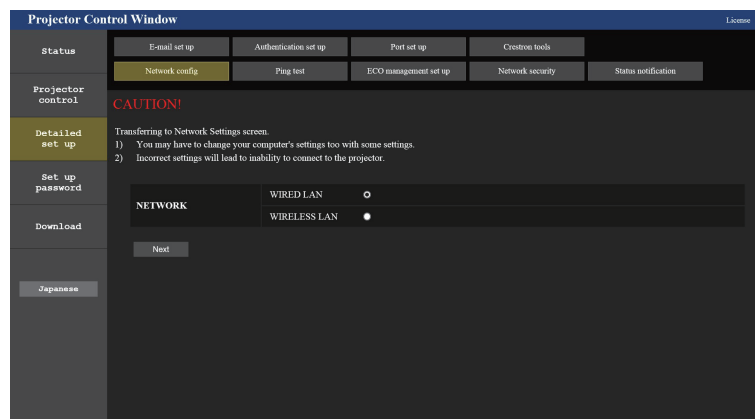 Projector Control Window
License
Status
E-mail set up
Authentication set up
Port set up
Crestron tools
Network config
Ping test
ECO management set up
Network security
Status notification
Projector
control
Detailed
set up
Set up
password
Download
Japanese
CAUTION!
Transferring to Network Settings screen.
1) You may have to change your computer's settings too with some settings.
2) Incorrect settings will lead to inability to connect to the projector.
NETWORK
WIRED LAN
WIRELESS LAN
Next